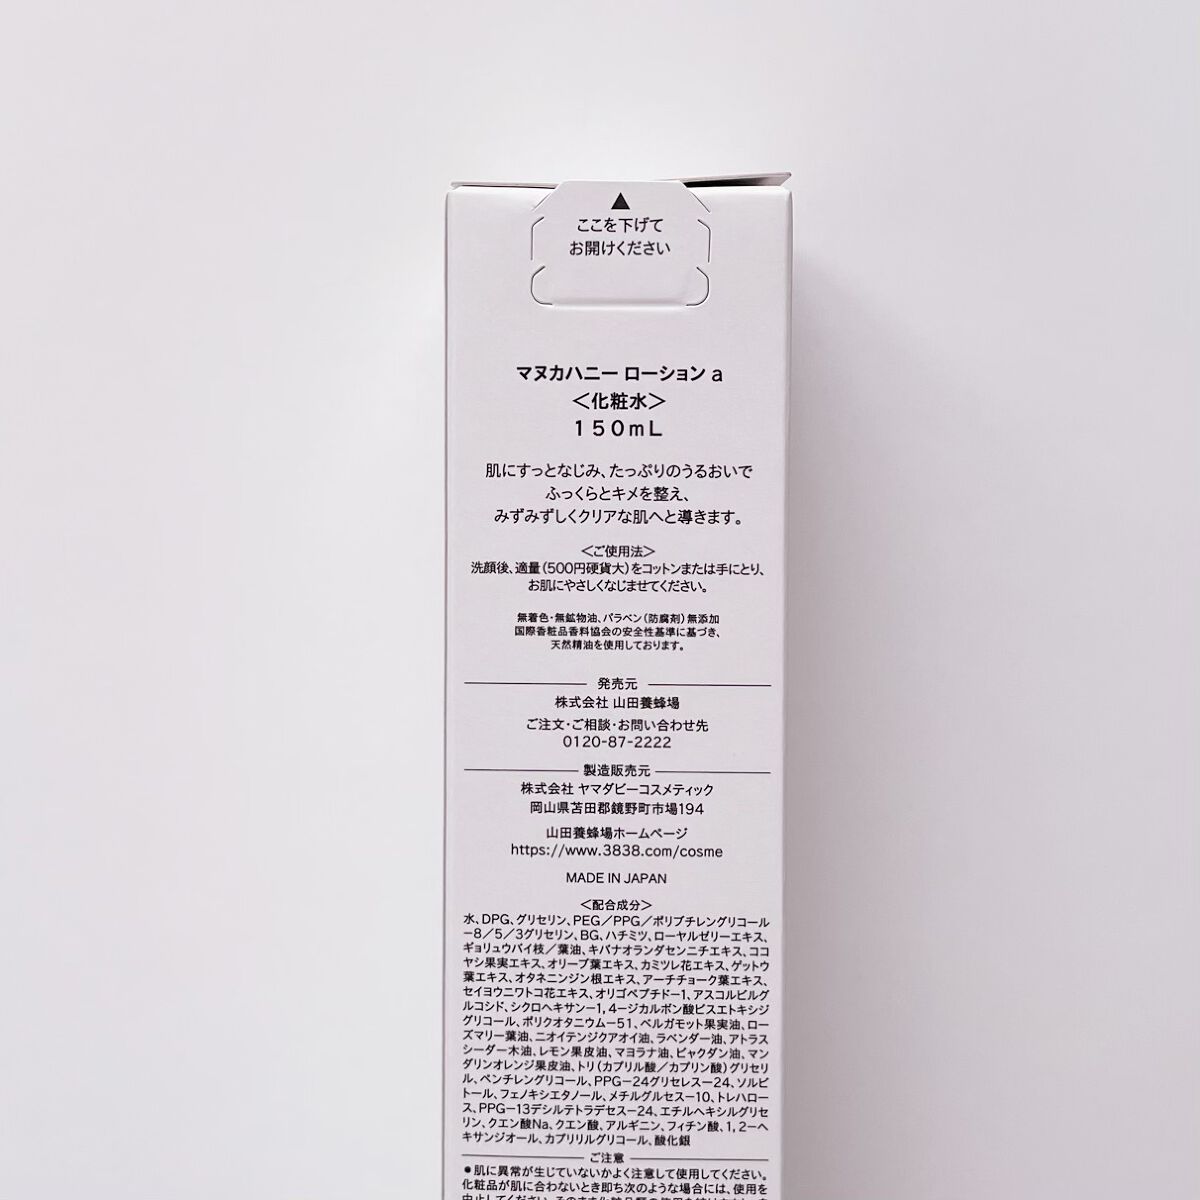 ▲
ここを下げて
お開けください
マヌカハニー ローション a
＜化粧水＞
150mL
肌にすっとなじみ、たっぷりのうるおいで
ふっくらとキメを整え、
みずみずしくクリアな肌へと導きます。
＜ご使用法＞
洗顔後、適量（500円硬貨大）をコットンまたは手にとり、
お肌にやさしくなじませてください。
無着色・無鉱物油、パラベン（防腐剤）無添加
国際香粧品香料協会の安全性基準に基づき、
天然精油を使用しております。
発売元
株式会社 山田養蜂場
ご注文・ご相談・お問い合わせ先
0120-87-2222
製造販売元
株式会社 ヤマダビーコスメティック
岡山県苫田郡鏡野町市場194
山田養蜂場ホームページ
https://www.3838.com/cosme
MADE IN JAPAN
＜配合成分＞
水、DPG、グリセリン、PEG／PPG／ポリブチレングリコール
－8／5／3グリセリン、BG、ハチミツ、ローヤルゼリーエキス、
ギョリュウバイ枝／葉油、キバナオランダセンニチエキス、ココ
ヤシ果実エキス、オリーブ葉エキス、カミツレ花エキス、ゲットウ
葉エキス、オタネニンジン根エキス、アーチチョーク葉エキス、
セイヨウニワトコ花エキス、オリゴペプチド－1、アスコルビルグ
ルコシド、シクロヘキサン－1，4－ジカルボン酸ビスエトキシジ
グリコール、ポリクオタニウム－51、ベルガモット果実油、ロー
ズマリー葉油、ニオイテンジクアオイ油、ラベンダー油、アトラス
シーダー木油、レモン果皮油、マヨラナ油、ビャクダン油、マン
ダリンオレンジ果皮油、トリ（カプリル酸／カプリン酸）グリセリ
ル、ペンチレングリコール、PPG－24グリセレス－24、ソルビ
トール、フェノキシエタノール、メチルグルセス－10、トレハロー
ス、PPG－13デシルテトラデセス－24、エチルヘキシルグリセ
リン、クエン酸Na、クエン酸、アルギニン、フィチン酸、1，2－ヘ
キサンジオール、カプリリルグリコール、酸化銀
ご注意
●肌に異常が生じていないかよく注意して使用してください。
化粧品が肌に合わないとき即ち次のような場合には、使用を